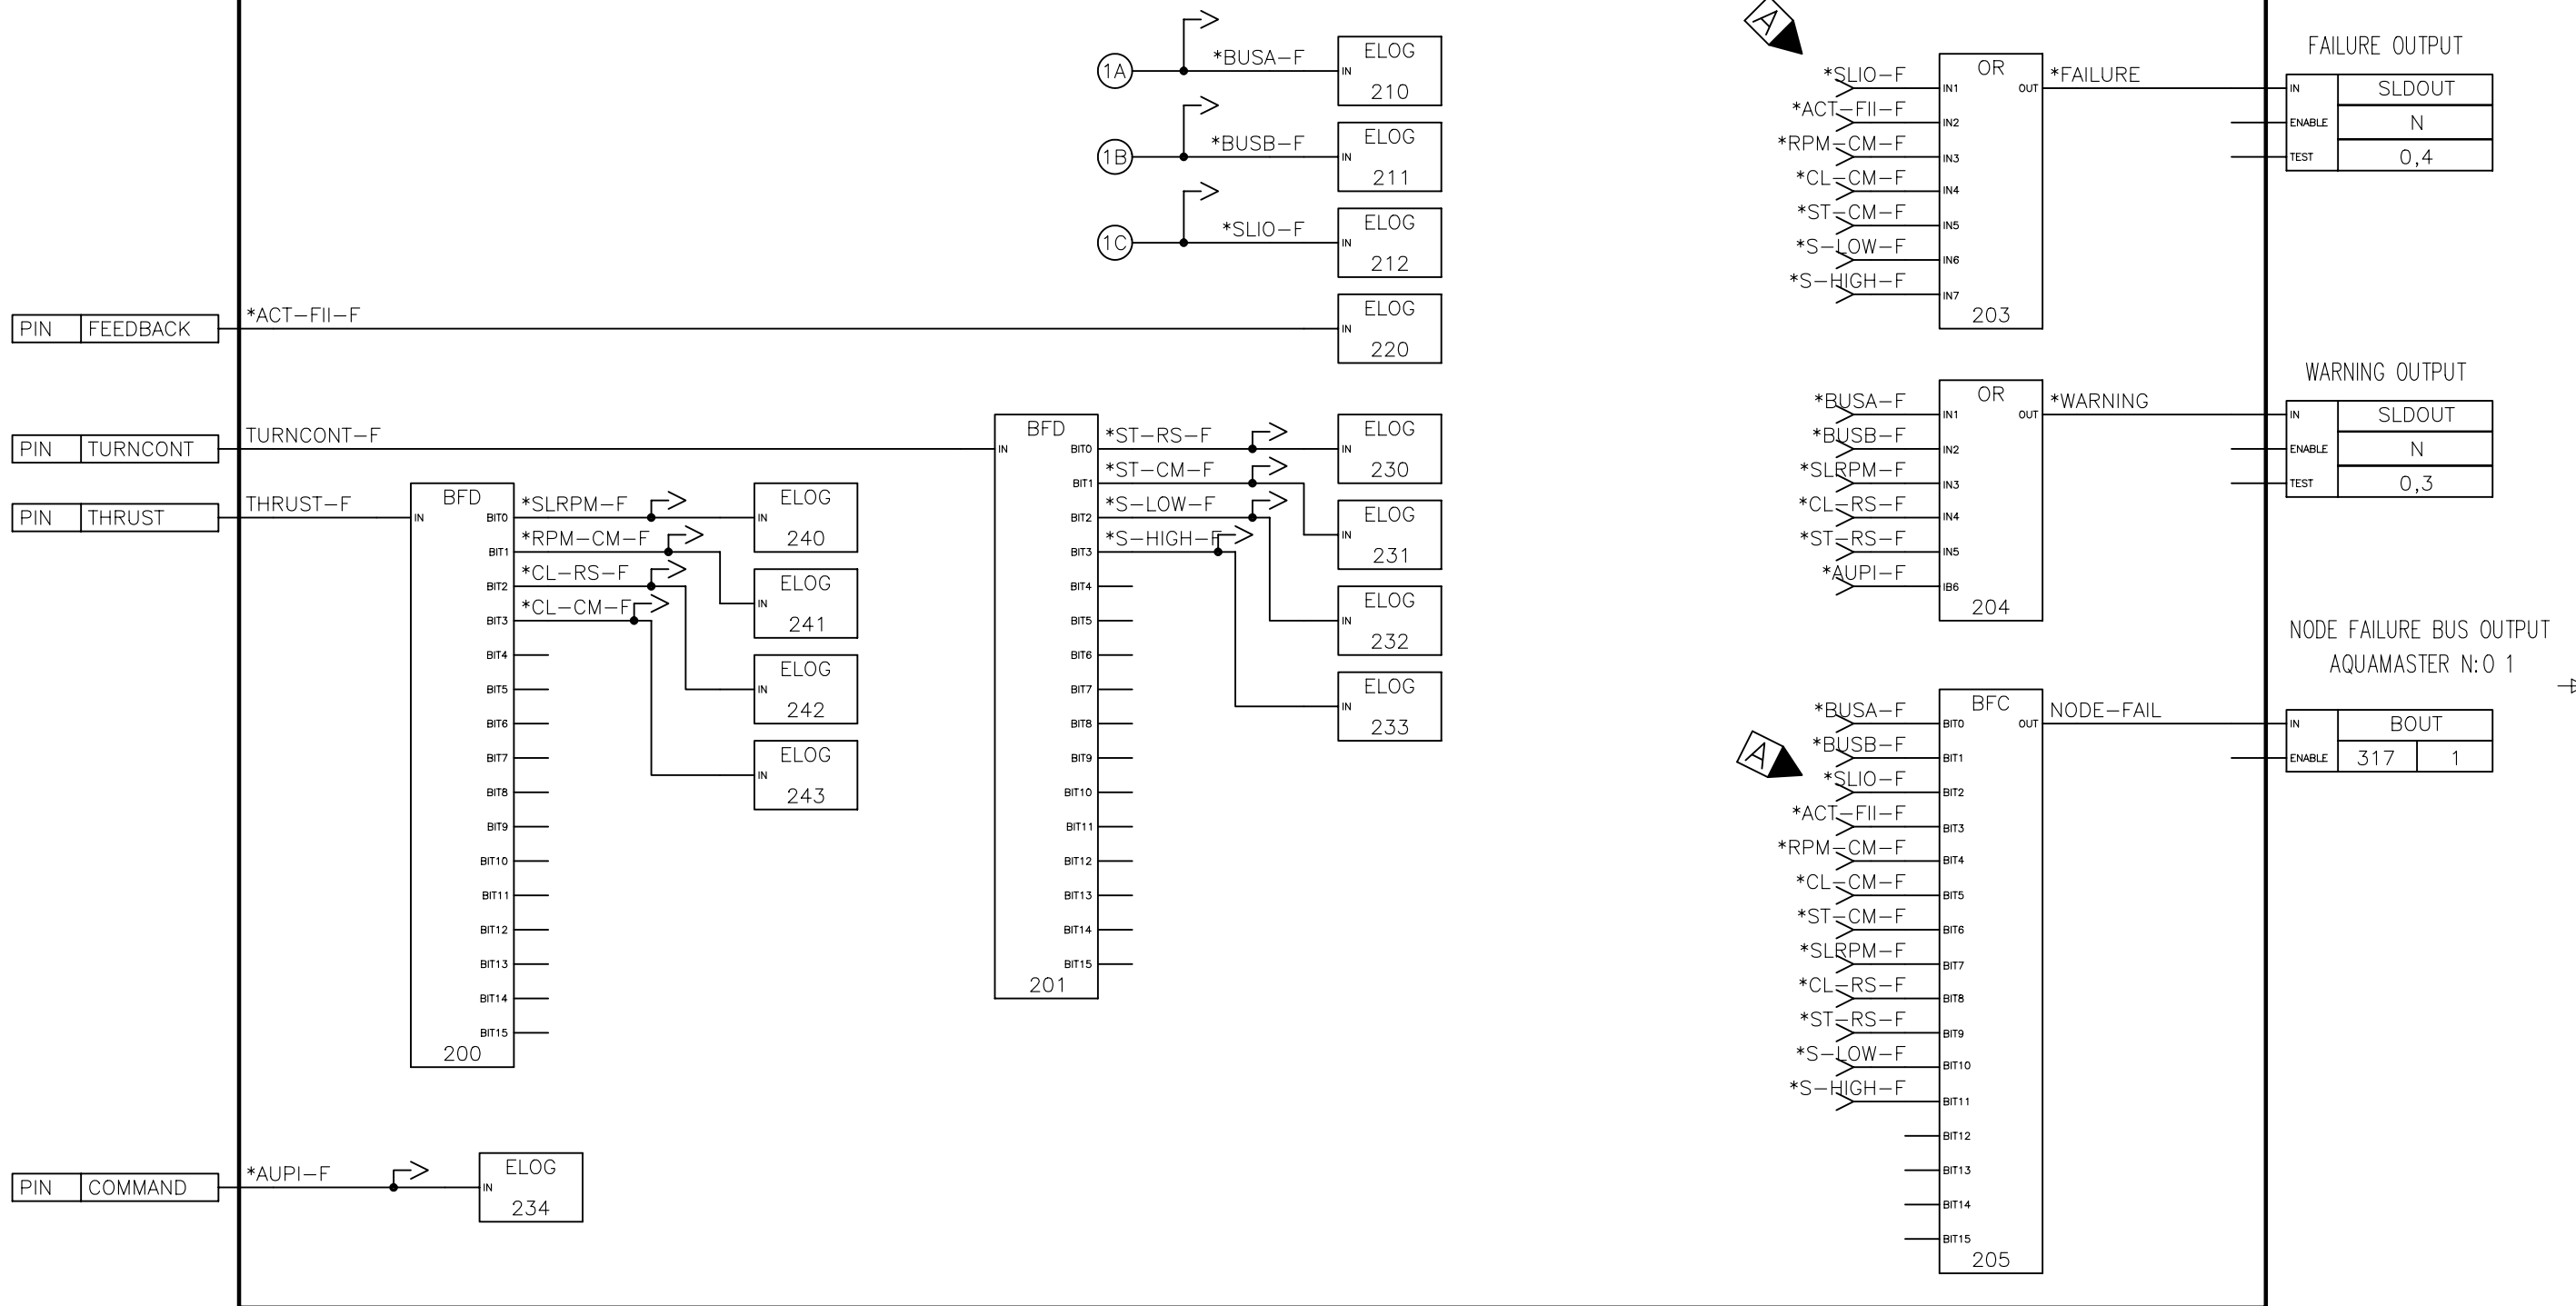 1A
*BUSA-F
ELOG
IN
210
1B
*BUSB-F
ELOG
IN
211
1C
*SLIO-F
ELOG
IN
212
PIN FEEDBACK
*ACT-FII-F
ELOG
IN
220
PIN TURNCONT
TURNCONT-F
BFD
IN
BIT0
BIT1
BIT2
BIT3
BIT4
BIT5
BIT6
BIT7
BIT8
BIT9
BIT10
BIT11
BIT12
BIT13
BIT14
BIT15
201
*ST-RS-F
*ST-CM-F
*S-LOW-F
*S-HIGH-F
ELOG
IN
230
ELOG
IN
231
ELOG
IN
232
ELOG
IN
233
PIN THRUST
THRUST-F
BFD
IN
BIT0
BIT1
BIT2
BIT3
BIT4
BIT5
BIT6
BIT7
BIT8
BIT9
BIT10
BIT11
BIT12
BIT13
BIT14
BIT15
200
*SLRPM-F
*RPM-CM-F
*CL-RS-F
*CL-CM-F
ELOG
IN
240
ELOG
IN
241
ELOG
IN
242
ELOG
IN
243
PIN COMMAND
*AUPI-F
ELOG
IN
234
A
*SLIO-F
*ACT-FII-F
*RPM-CM-F
*CL-CM-F
*ST-CM-F
*S-LOW-F
*S-HIGH-F
OR
IN1
IN2
IN3
IN4
IN5
IN6
IN7
OUT
203
*FAILURE
FAILURE OUTPUT
IN SLDOUT
ENABLE N
TEST 0,4
*BUSA-F
*BUSB-F
*SLRPM-F
*CL-RS-F
*ST-RS-F
*AUPI-F
OR
IN1
IN2
IN3
IN4
IN5
IB6
OUT
204
*WARNING
WARNING OUTPUT
IN SLDOUT
ENABLE N
TEST 0,3
A
*BUSA-F
*BUSB-F
*SLIO-F
*ACT-FII-F
*RPM-CM-F
*CL-CM-F
*ST-CM-F
*SLRPM-F
*CL-RS-F
*ST-RS-F
*S-LOW-F
*S-HIGH-F
BFC
BIT0
BIT1
BIT2
BIT3
BIT4
BIT5
BIT6
BIT7
BIT8
BIT9
BIT10
BIT11
BIT12
BIT13
BIT14
BIT15
OUT
205
NODE-FAIL
NODE FAILURE BUS OUTPUT
AQUAMASTER N:O 1
IN BOUT
ENABLE 317 1